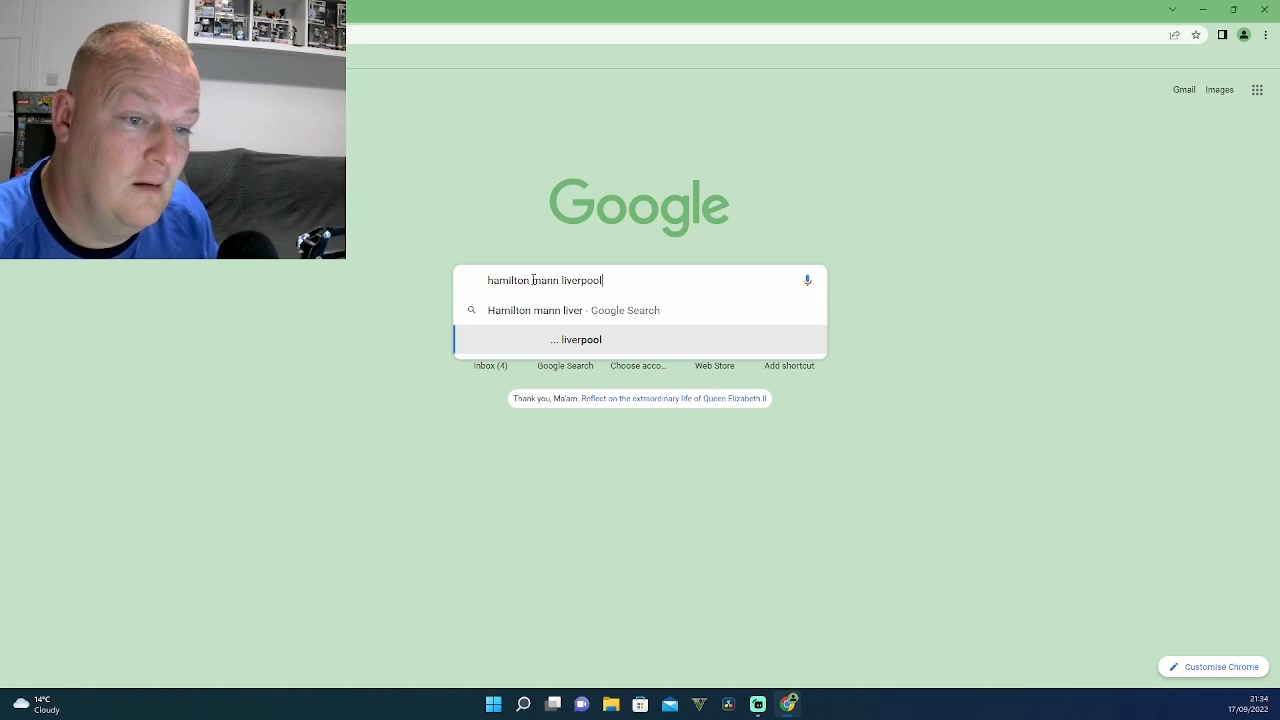 Gmail
Images
Google
hamilton mann liverpool
Hamilton mann liver - Google Search
... liverpool
Inbox (4)
Google Search
Choose acco...
Web Store
Add shortcut
Thank you, Ma'am. Reflect on the extraordinary life of Queen Elizabeth II
Customise Chrome
14°C
Cloudy
21:34
17/09/2022